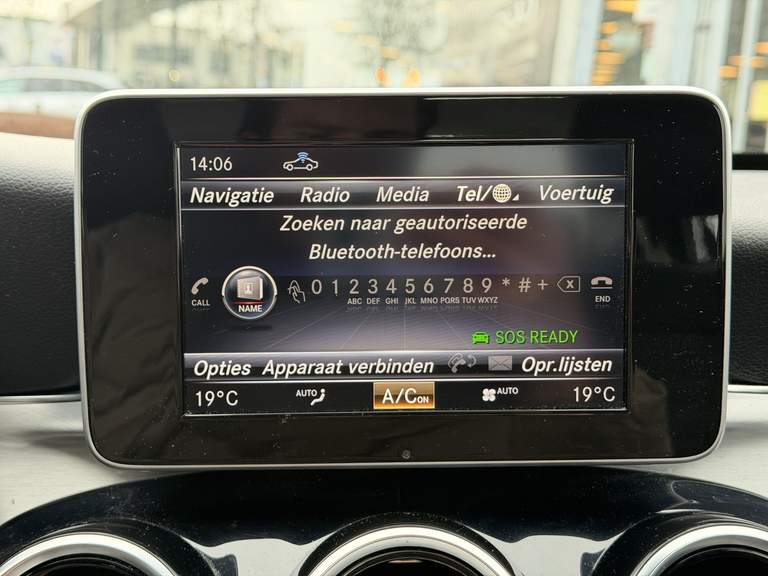 14:06
Navigatie Radio Media Tel/ Voertuig
Zoeken naar geautoriseerde
Bluetooth-telefoons...
CALL NAME 0 1 2 3 4 5 6 7 8 9 * # + X END
ABC DEF GHI JKL MNO PQRS TUV WXYZ
SOS READY
Opties Apparaat verbinden Opr.lijsten
19°C AUTO A/C ON AUTO 19°C